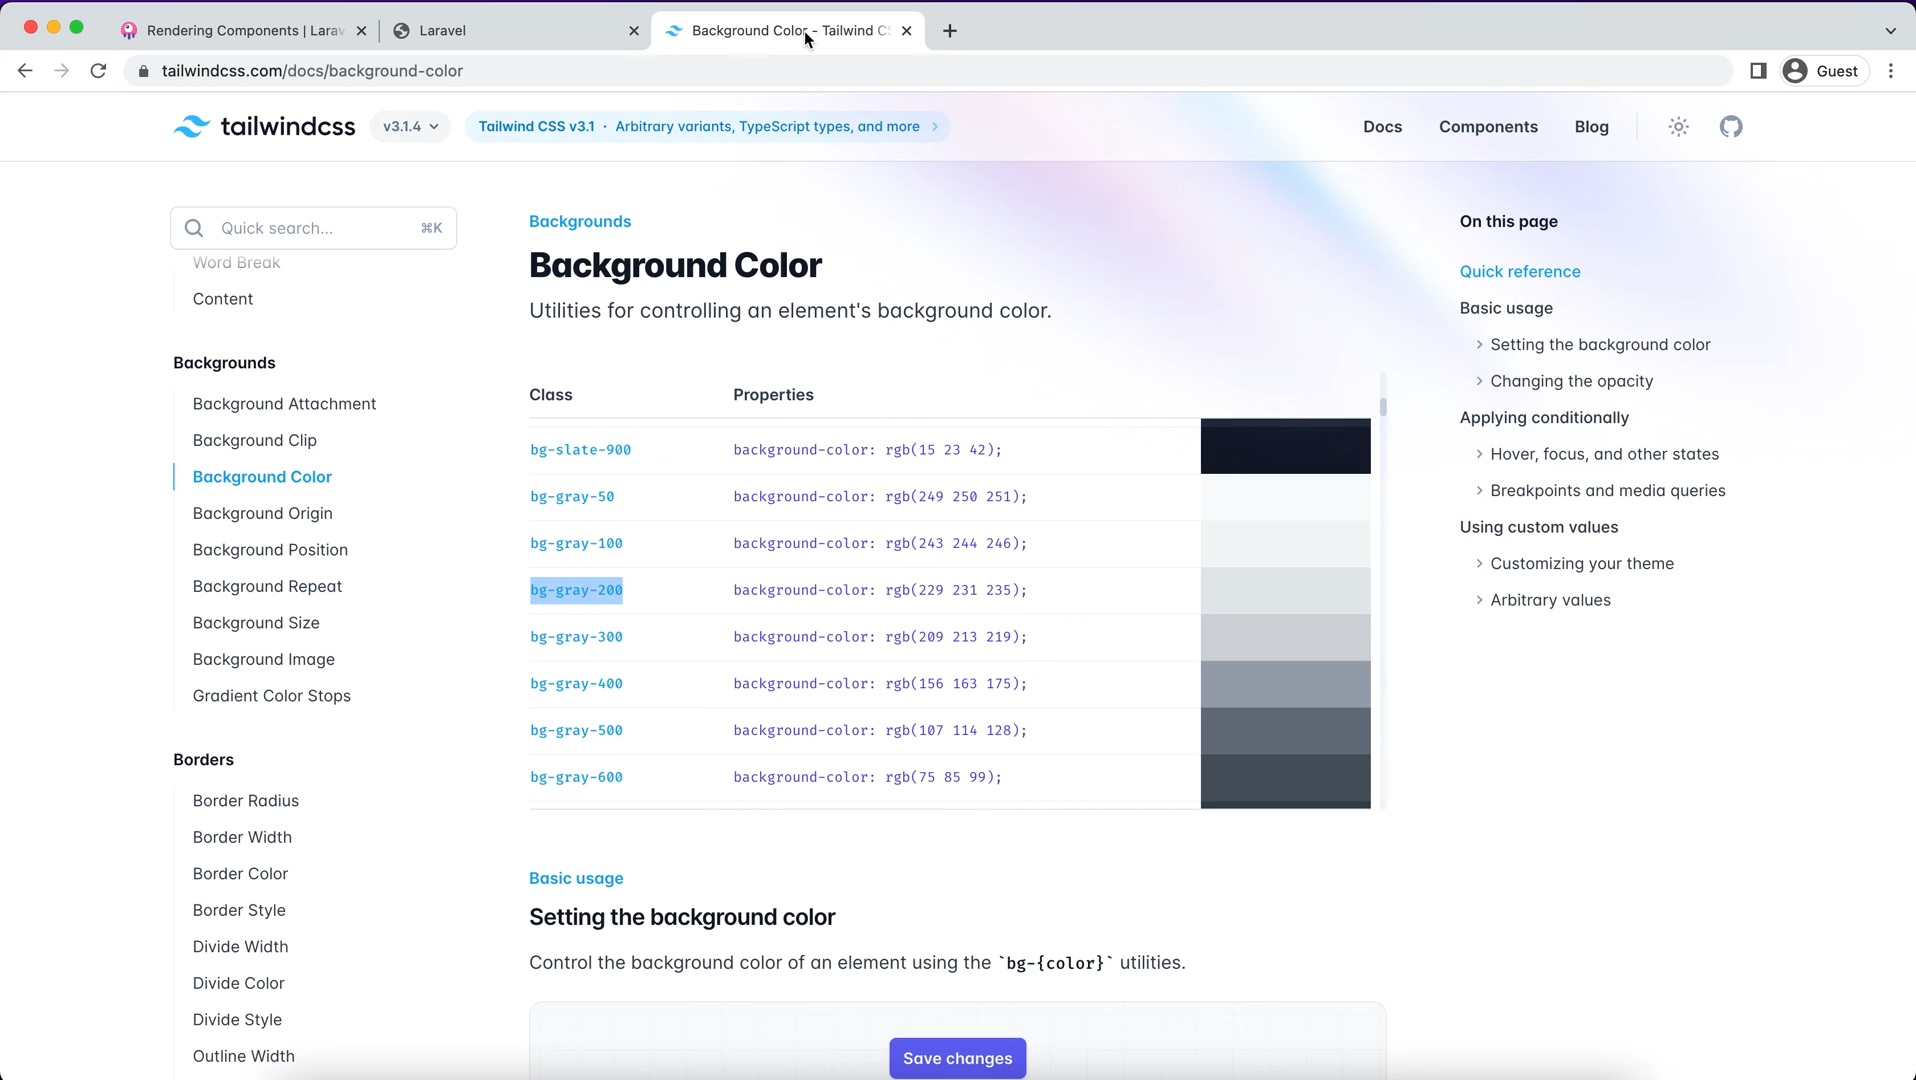 Rendering Components | Larav
Laravel
Background Color - Tailwind CS
tailwindcss.com/docs/background-color
Guest
tailwindcss
v3.1.4
Tailwind CSS v3.1 · Arbitrary variants, TypeScript types, and more
Docs
Components
Blog
Quick search...
⌘K
Word Break
Content
Backgrounds
Background Attachment
Background Clip
Background Color
Background Origin
Background Position
Background Repeat
Background Size
Background Image
Gradient Color Stops
Borders
Border Radius
Border Width
Border Color
Border Style
Divide Width
Divide Color
Divide Style
Outline Width
Backgrounds
Background Color
Utilities for controlling an element's background color.
Class Properties
bg-slate-900 background-color: rgb(15 23 42);
bg-gray-50 background-color: rgb(249 250 251);
bg-gray-100 background-color: rgb(243 244 246);
bg-gray-200 background-color: rgb(229 231 235);
bg-gray-300 background-color: rgb(209 213 219);
bg-gray-400 background-color: rgb(156 163 175);
bg-gray-500 background-color: rgb(107 114 128);
bg-gray-600 background-color: rgb(75 85 99);
Basic usage
Setting the background color
Control the background color of an element using the `bg-{color}` utilities.
Save changes
On this page
Quick reference
Basic usage
Setting the background color
Changing the opacity
Applying conditionally
Hover, focus, and other states
Breakpoints and media queries
Using custom values
Customizing your theme
Arbitrary values